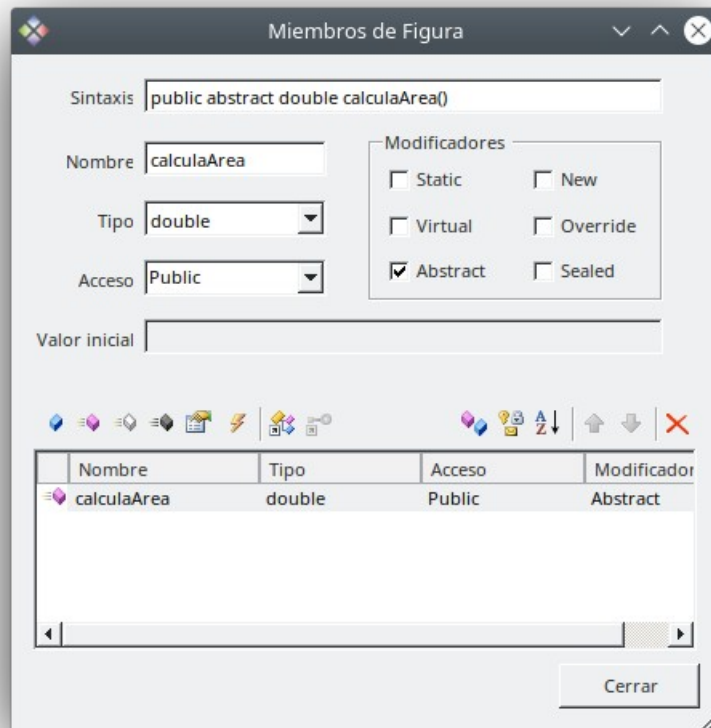 Miembros de Figura
Sintaxis public abstract double calculaArea()
Nombre calculaArea
Modificadores
Static New
Tipo double
Virtual Override
Acceso Public
Abstract Sealed
Valor inicial
Nombre Tipo Acceso Modificador
calculaArea double Public Abstract
Cerrar